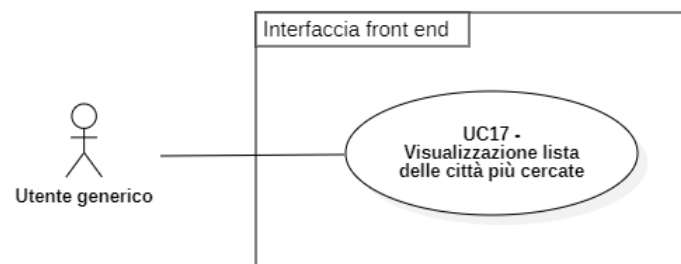 Interfaccia front end
UC17 -
Visualizzazione lista
delle città più cercate
Utente generico